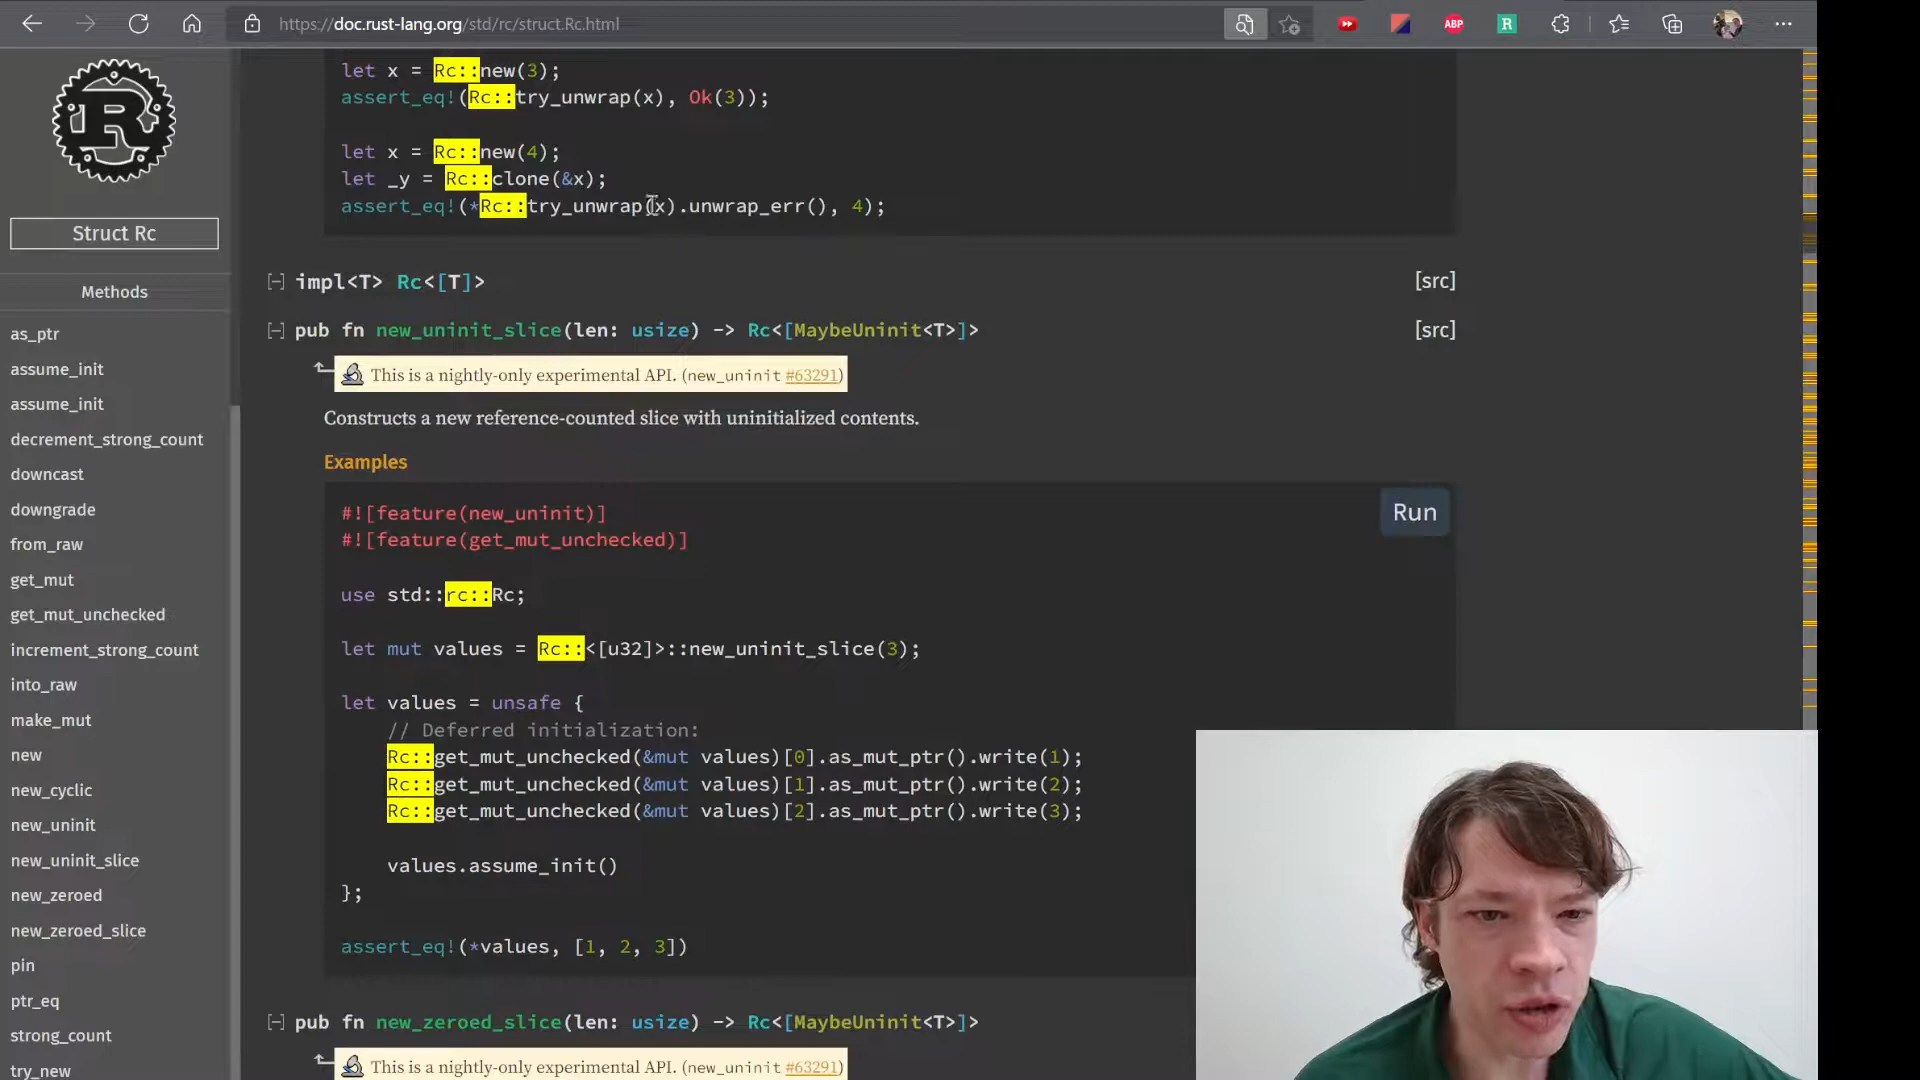 https://doc.rust-lang.org/std/rc/struct.Rc.html
ABP
R
R
Struct Rc
Methods
as_ptr
assume_init
assume_init
decrement_strong_count
downcast
downgrade
from_raw
get_mut
get_mut_unchecked
increment_strong_count
into_raw
make_mut
new
new_cyclic
new_uninit
new_uninit_slice
new_zeroed
new_zeroed_slice
pin
ptr_eq
strong_count
try_new
let x = Rc::new(3);
assert_eq!(Rc::try_unwrap(x), Ok(3));
let x = Rc::new(4);
let _y = Rc::clone(&x);
assert_eq!(*Rc::try_unwrap(x).unwrap_err(), 4);
[-] impl<T> Rc<[T]> [src]
[-] pub fn new_uninit_slice(len: usize) -> Rc<[MaybeUninit<T>]> [src]
This is a nightly-only experimental API. (new_uninit #63291)
Constructs a new reference-counted slice with uninitialized contents.
Examples
Run
#![feature(new_uninit)]
#![feature(get_mut_unchecked)]
use std::rc::Rc;
let mut values = Rc::<[u32]>::new_uninit_slice(3);
let values = unsafe {
// Deferred initialization:
Rc::get_mut_unchecked(&mut values)[0].as_mut_ptr().write(1);
Rc::get_mut_unchecked(&mut values)[1].as_mut_ptr().write(2);
Rc::get_mut_unchecked(&mut values)[2].as_mut_ptr().write(3);
values.assume_init()
};
assert_eq!(*values, [1, 2, 3])
[-] pub fn new_zeroed_slice(len: usize) -> Rc<[MaybeUninit<T>]>
This is a nightly-only experimental API. (new_uninit #63291)